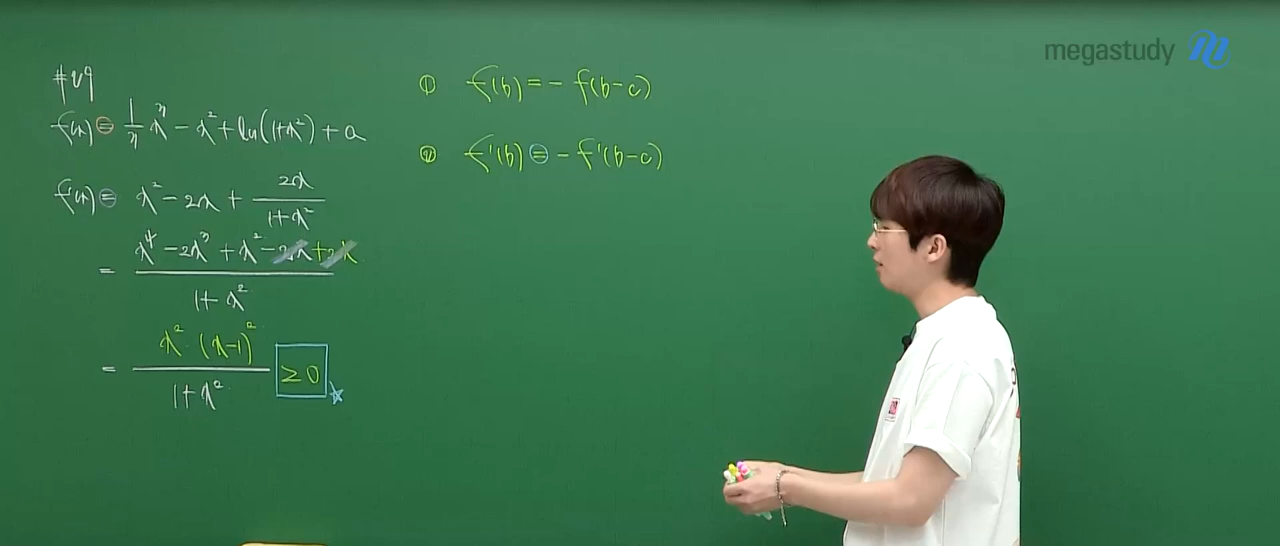 megastudy
#29
f(x) = 1/3 x³ - x² + ln(1+x²) + a
f'(x) = x² - 2x + 2x/(1+x²)
= (x⁴ - 2x³ + x² - 2x + 2x)/(1+x²)
= x²·(x-1)²/(1+x²) ≥ 0 ☆
① f(b) = - f(b-c)
② f'(b) = - f'(b-c)